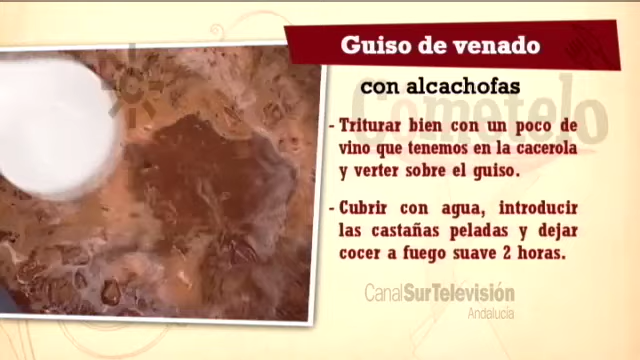 Guiso de venado
con alcachofas
Cómetelo
- Triturar bien con un poco de
vino que tenemos en la cacerola
y verter sobre el guiso.
- Cubrir con agua, introducir
las castañas peladas y dejar
cocer a fuego suave 2 horas.
CanalSurTelevisión
Andalucía